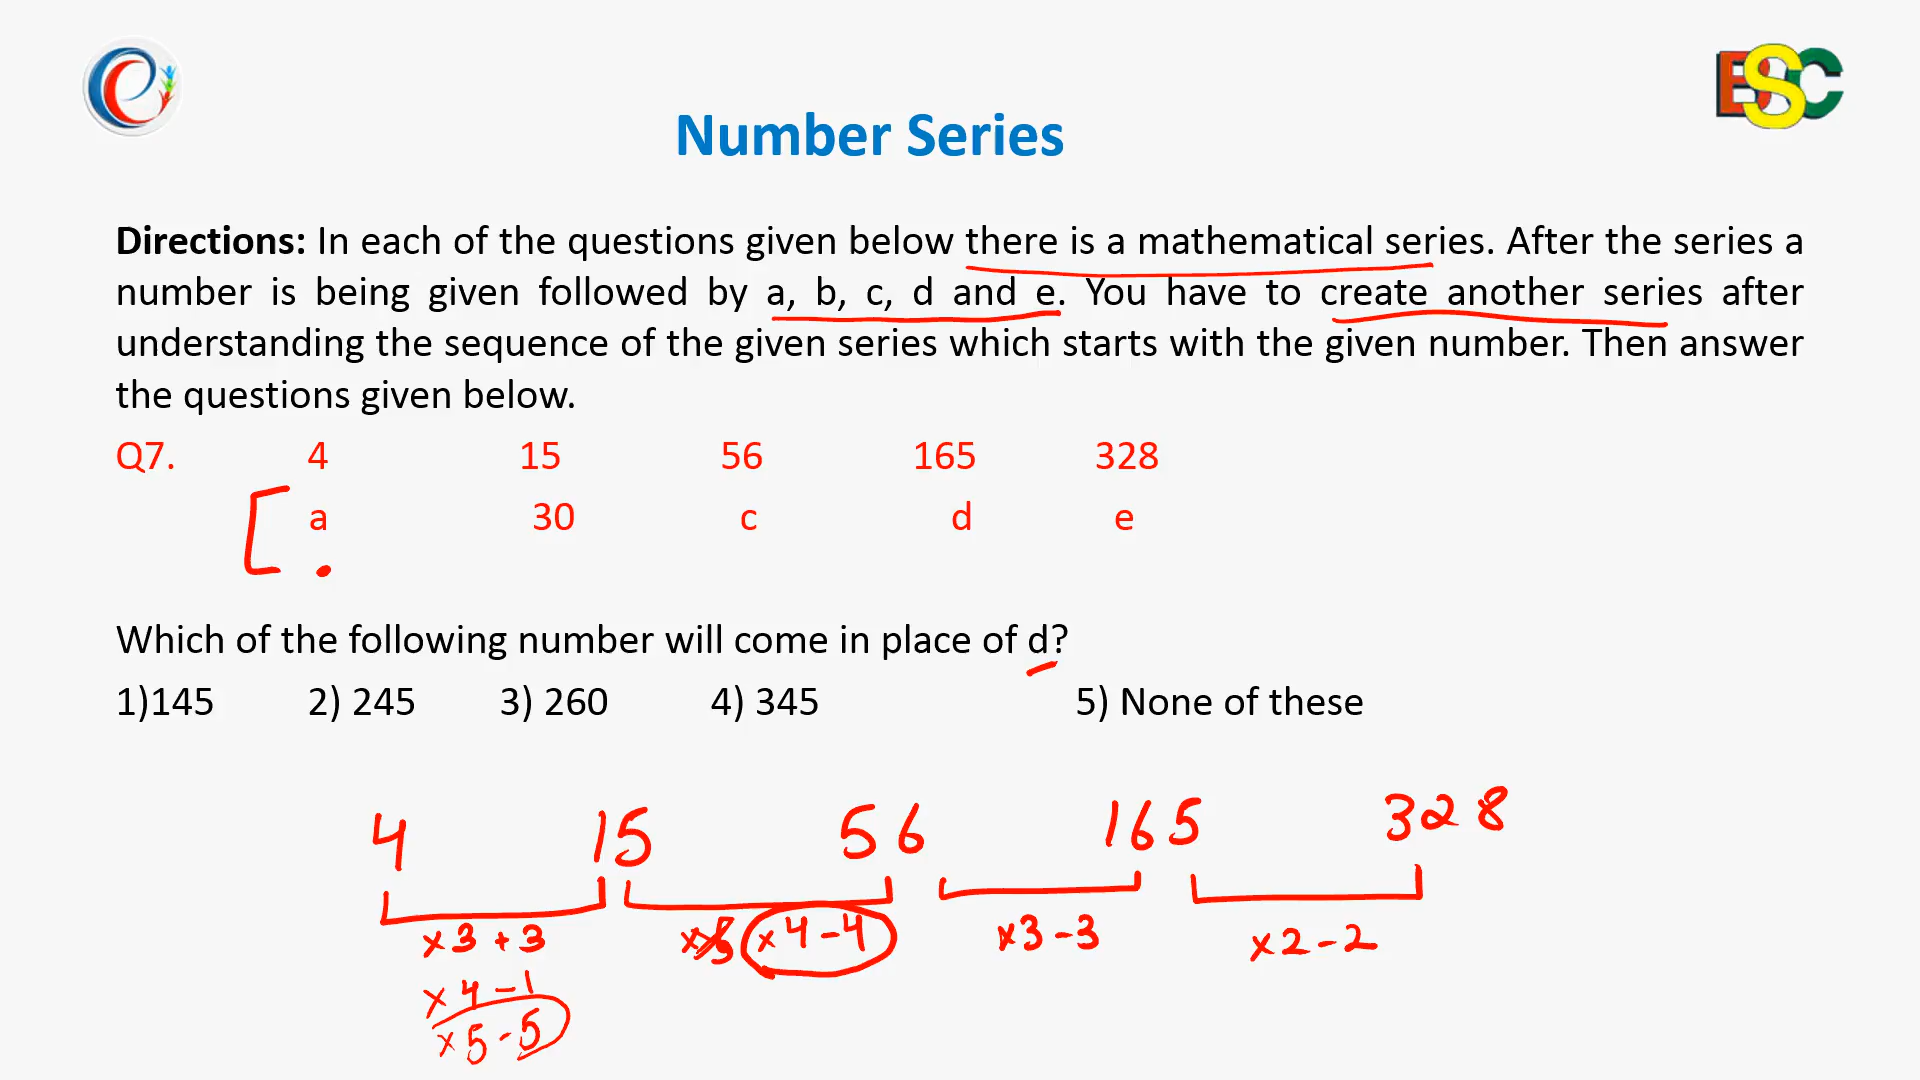 BSC
Number Series
Directions: In each of the questions given below there is a mathematical series. After the series a
number is being given followed by a, b, c, d and e. You have to create another series after
understanding the sequence of the given series which starts with the given number. Then answer
the questions given below.
Q7. 4 15 56 165 328
a 30 c d e
Which of the following number will come in place of d?
1)145 2) 245 3) 260 4) 345 5) None of these
4 15 56 165 328
×3+3 ×4-4 ×3-3 ×2-2
×4-1
×5-5